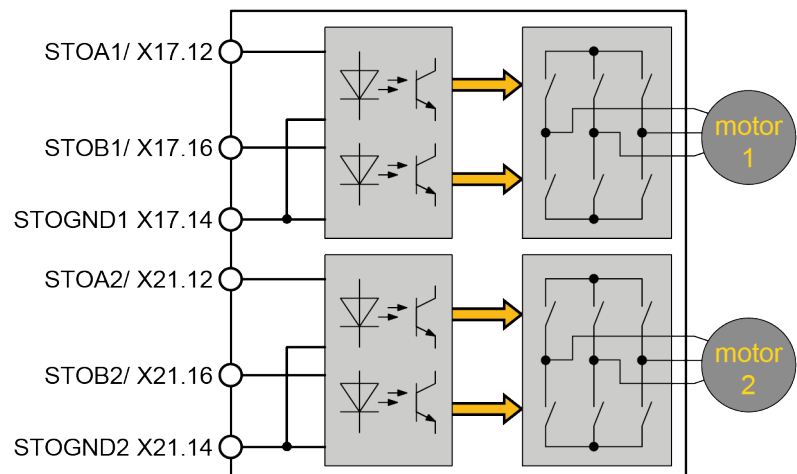 STOA1/ X17.12
STOB1/ X17.16
STOGND1 X17.14
motor
1
STOA2/ X21.12
STOB2/ X21.16
STOGND2 X21.14
motor
2